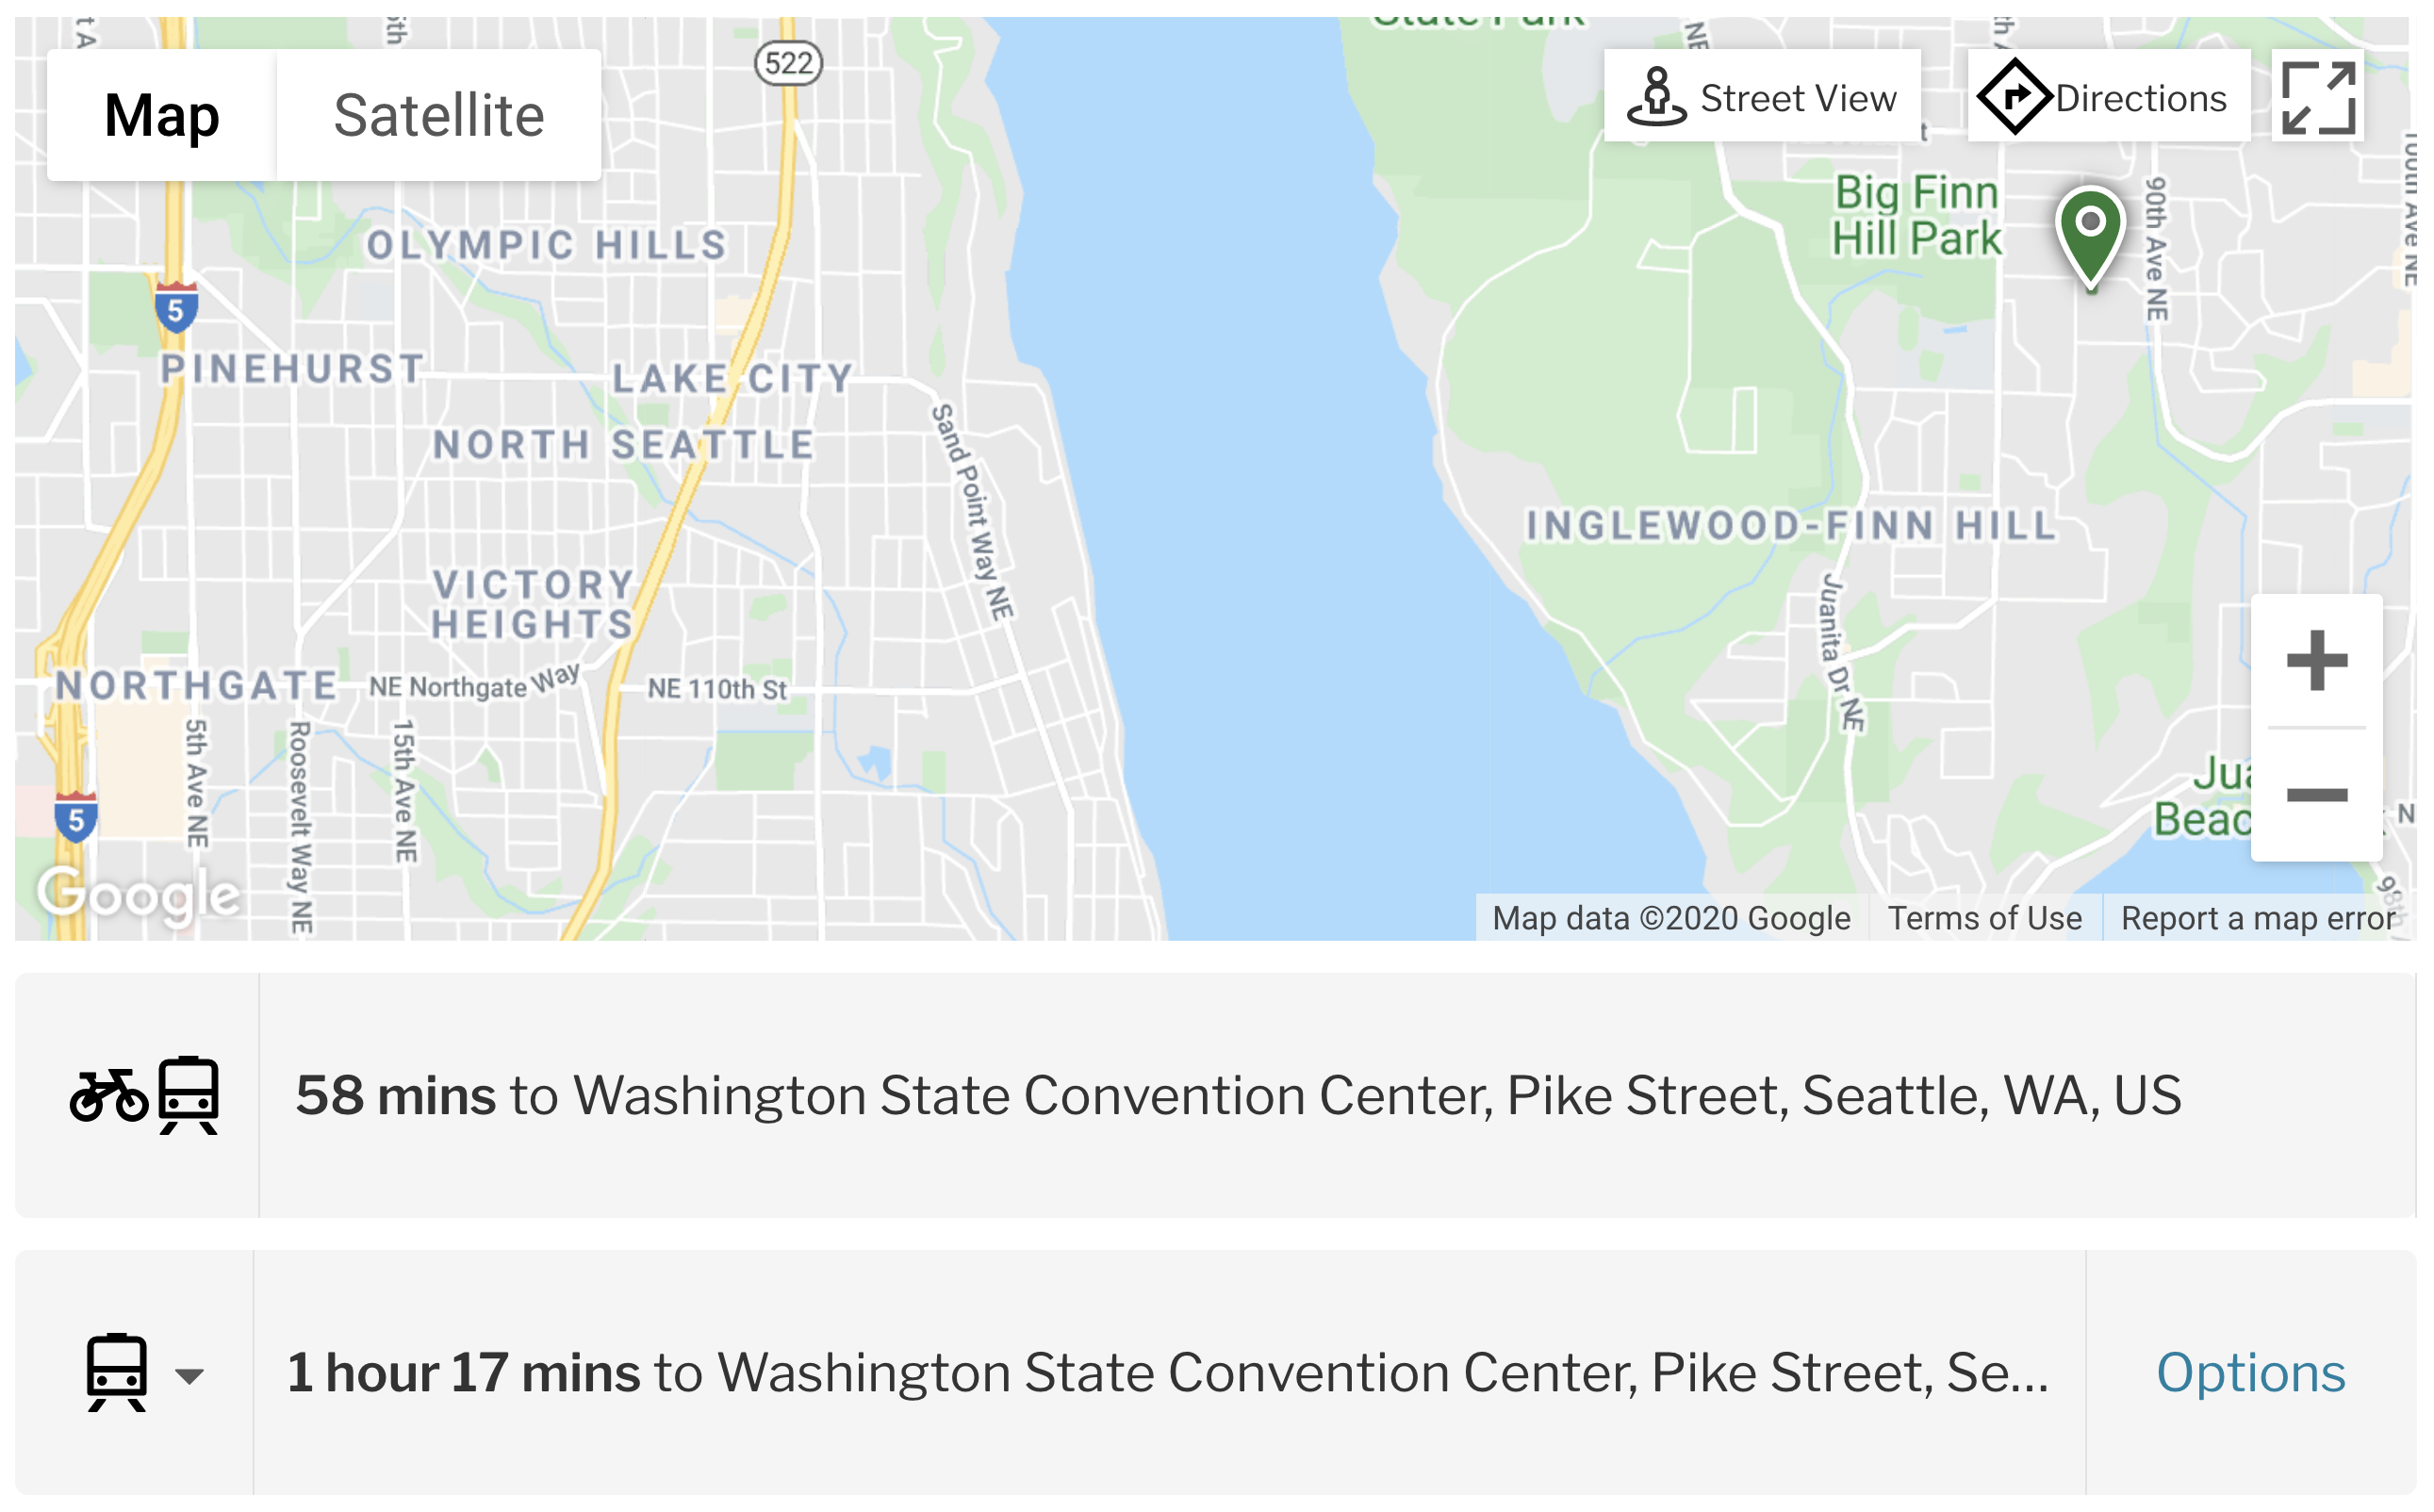 522
Map
Satellite
Street View
Directions
NE
Big Finn
Hill Park
90th Ave NE
100th Ave NE
OLYMPIC HILLS
5
PINEHURST
LAKE CITY
NORTH SEATTLE
Sand Point Way NE
INGLEWOOD-FINN HILL
VICTORY
HEIGHTS
Juanita Dr NE
NORTHGATE
NE Northgate Way
NE 110th St
5th Ave NE
Roosevelt Way NE
15th Ave NE
5
Google
Map data ©2020 Google
Terms of Use
Report a map error
58 mins to Washington State Convention Center, Pike Street, Seattle, WA, US
1 hour 17 mins to Washington State Convention Center, Pike Street, Se...
Options